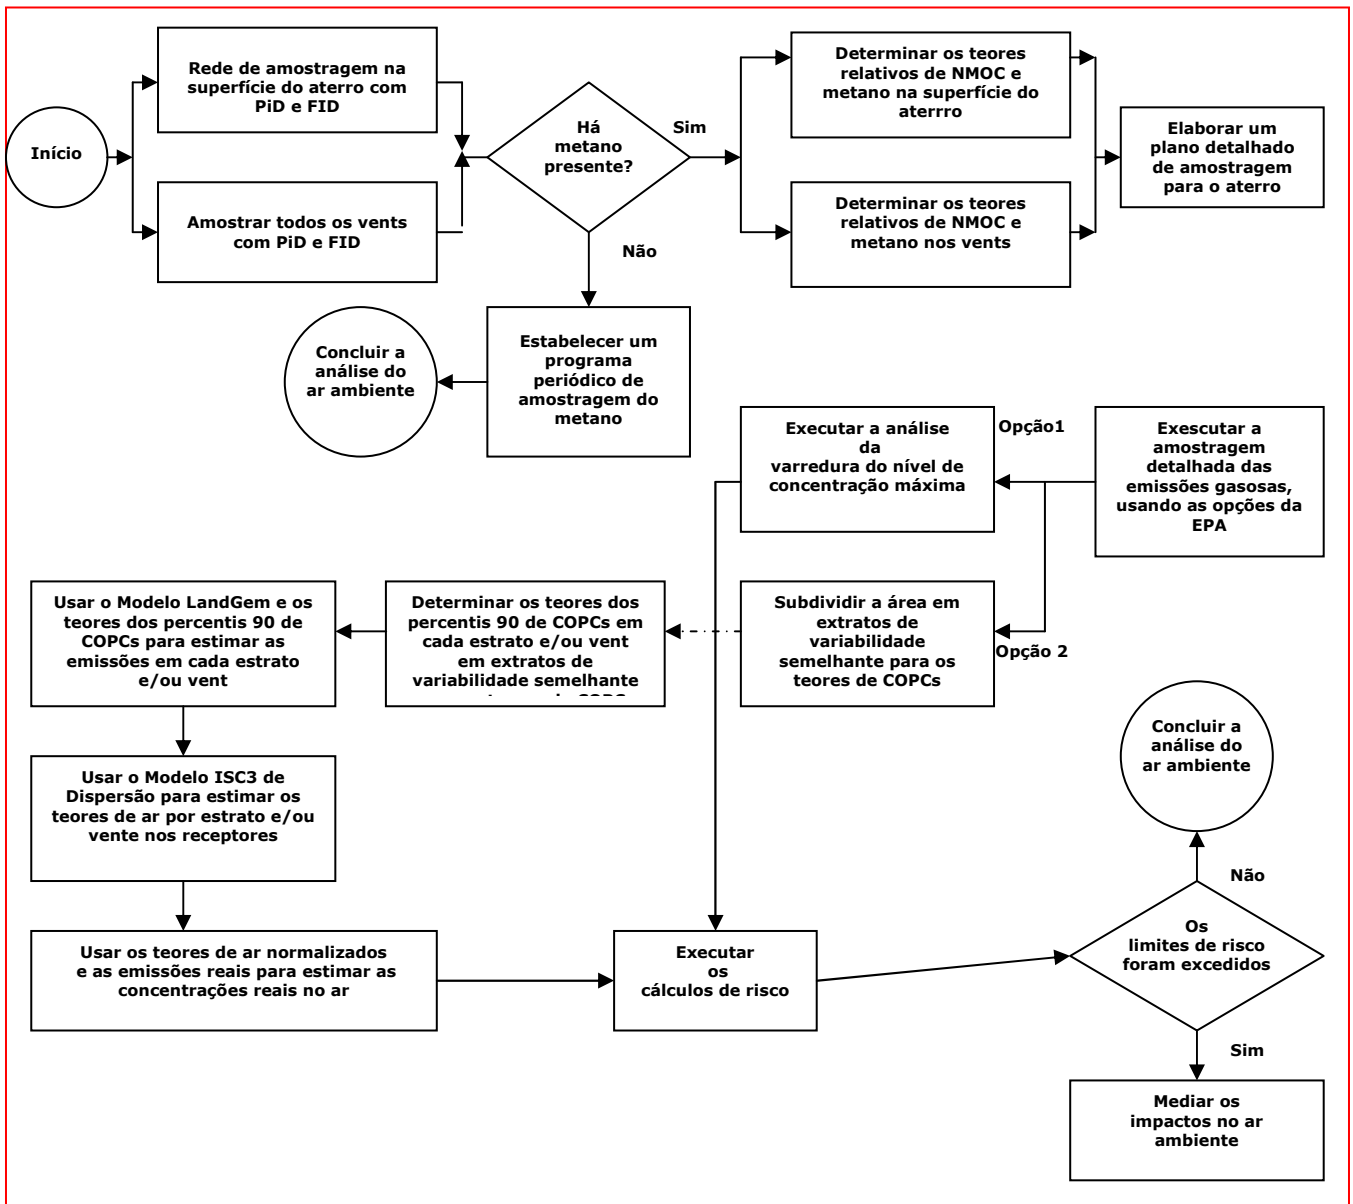 Início
Rede de amostragem na
superfície do aterro com
PiD e FID
Amostrar todos os vents
com PiD e FID
Há
metano
presente?
Sim
Não
Determinar os teores
relativos de NMOC e
metano na superfície do
aterrro
Determinar os teores
relativos de NMOC e
metano nos vents
Elaborar um
plano detalhado
de amostragem
para o aterro
Concluir a
análise do
ar ambiente
Estabelecer um
programa
periódico de
amostragem do
metano
Executar a análise
da
varredura do nível de
concentração máxima
Opção1
Exescutar a
amostragem
detalhada das
emissões gasosas,
usando as opções da
EPA
Usar o Modelo LandGem e os
teores dos percentis 90 de
COPCs para estimar as
emissões em cada estrato
e/ou vent
Determinar os teores dos
percentis 90 de COPCs em
cada estrato e/ou vent
em extratos de
variabilidade semelhante
Subdividir a área em
extratos de
variabilidade
semelhante para os
teores de COPCs
Opção 2
Concluir a
análise do
ar ambiente
Usar o Modelo ISC3 de
Dispersão para estimar os
teores de ar por estrato e/ou
vente nos receptores
Não
Usar os teores de ar normalizados
e as emissões reais para estimar as
concentrações reais no ar
Executar
os
cálculos de risco
Os
limites de risco
foram excedidos
Sim
Mediar os
impactos no ar
ambiente